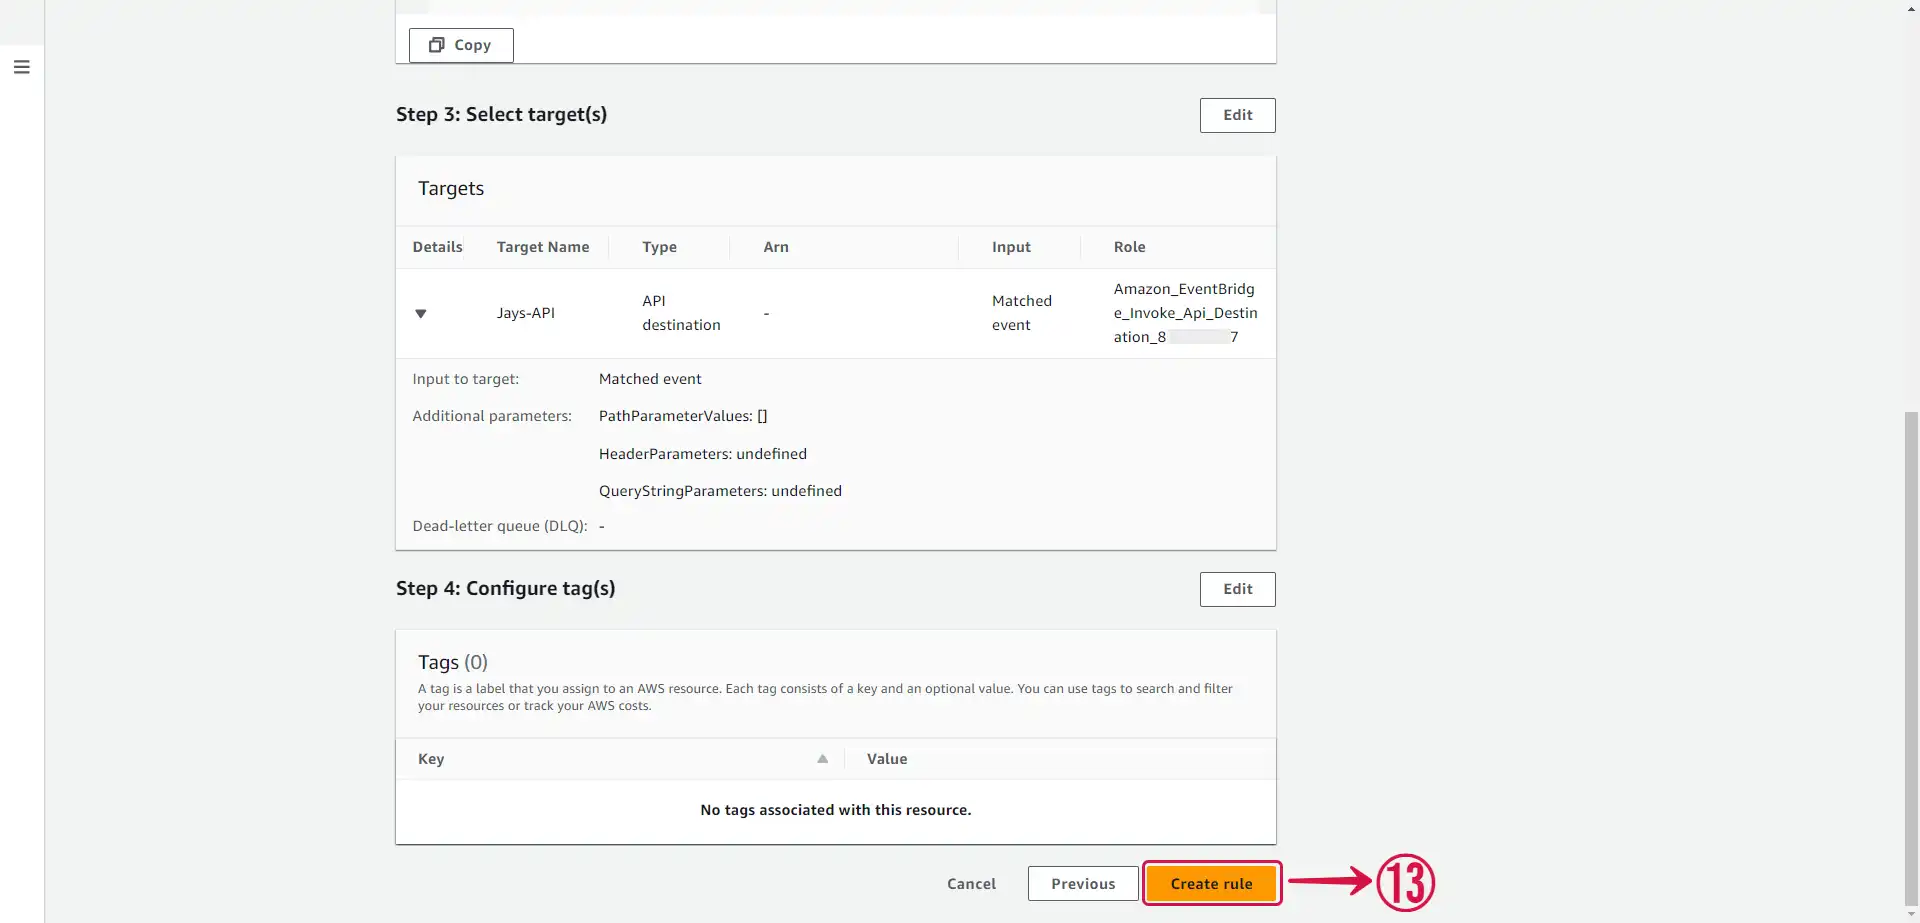 Copy
Step 3: Select target(s)
Edit
Targets
Details Target Name Type Arn Input Role
Jays-API
API
destination
-
Matched
event
Amazon_EventBridg
e_Invoke_Api_Destin
ation_8 7
Input to target: Matched event
Additional parameters: PathParameterValues: []
HeaderParameters: undefined
QueryStringParameters: undefined
Dead-letter queue (DLQ): -
Step 4: Configure tag(s)
Edit
Tags (0)
A tag is a label that you assign to an AWS resource. Each tag consists of a key and an optional value. You can use tags to search and filter
your resources or track your AWS costs.
Key Value
No tags associated with this resource.
Cancel Previous Create rule 13